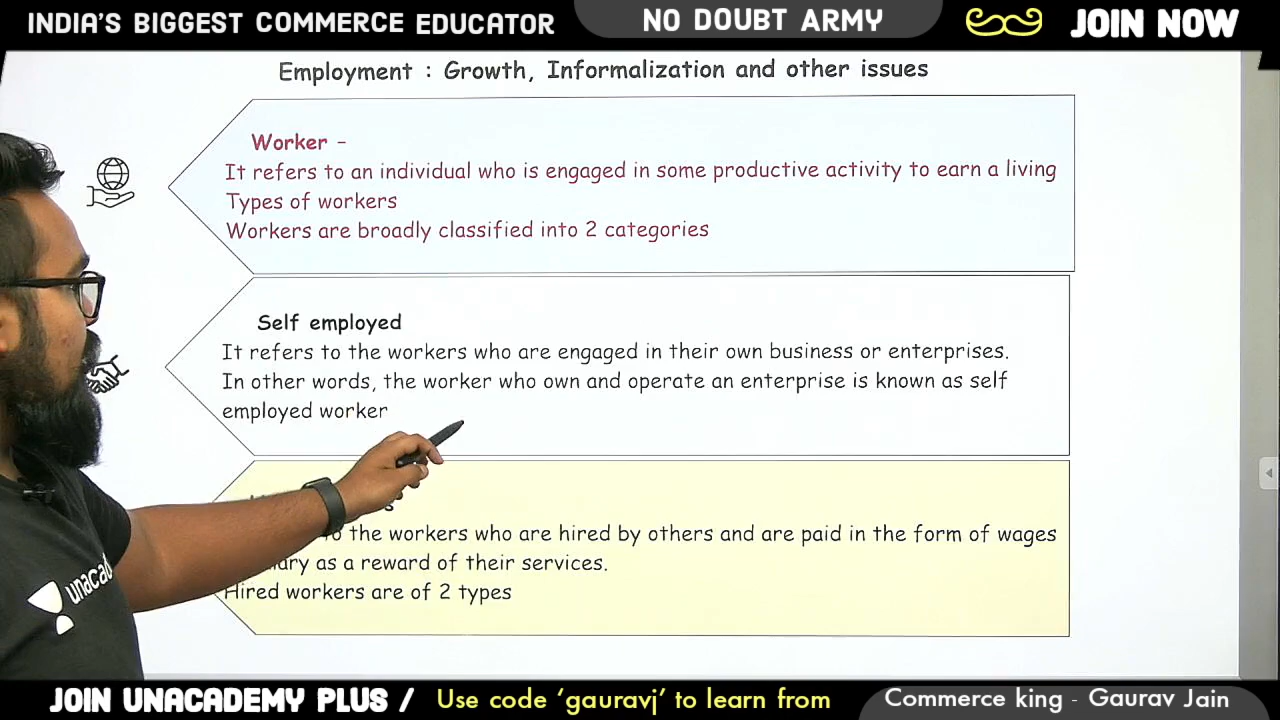 INDIA'S BIGGEST COMMERCE EDUCATOR
NO DOUBT ARMY
JOIN NOW
Employment : Growth, Informalization and other issues
Worker -
It refers to an individual who is engaged in some productive activity to earn a living
Types of workers
Workers are broadly classified into 2 categories
Self employed
It refers to the workers who are engaged in their own business or enterprises.
In other words, the worker who own and operate an enterprise is known as self
employed worker
the workers who are hired by others and are paid in the form of wages
as a reward of their services.
Hired workers are of 2 types
JOIN UNACADEMY PLUS / Use code 'gauravj' to learn from
Commerce king - Gaurav Jain